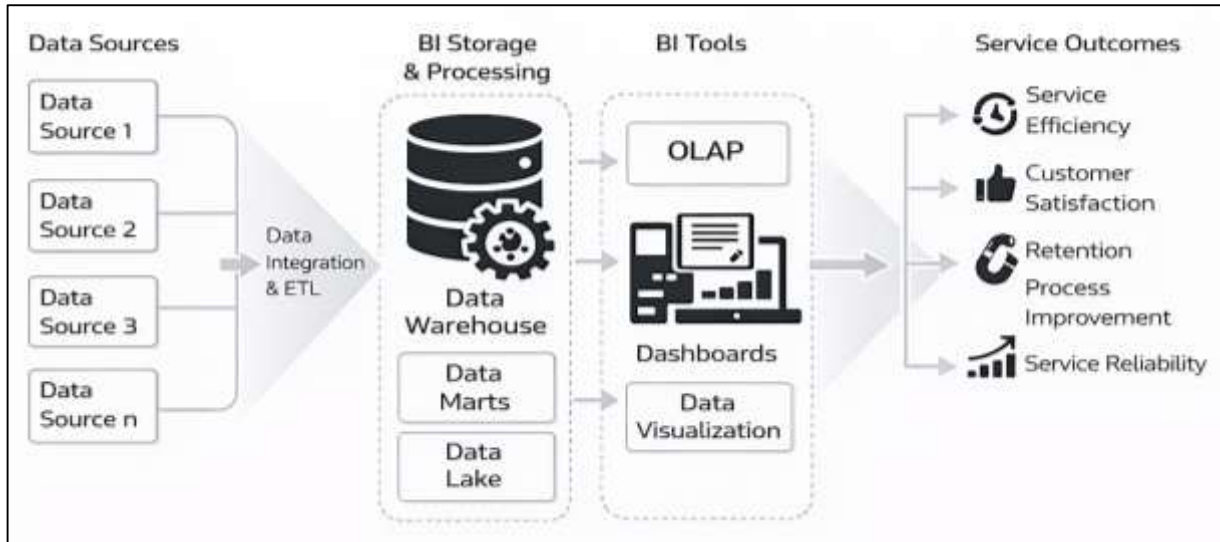 Data Sources
Data
Source 1
Data
Source 2
Data
Source 3
Data
Source n
Data
Integration
& ETL
BI Storage
& Processing
Data
Warehouse
Data
Marts
Data
Lake
BI Tools
OLAP
Dashboards
Data
Visualization
Service Outcomes
Service
Efficiency
Customer
Satisfaction
Retention
Process
Improvement
Service Reliability